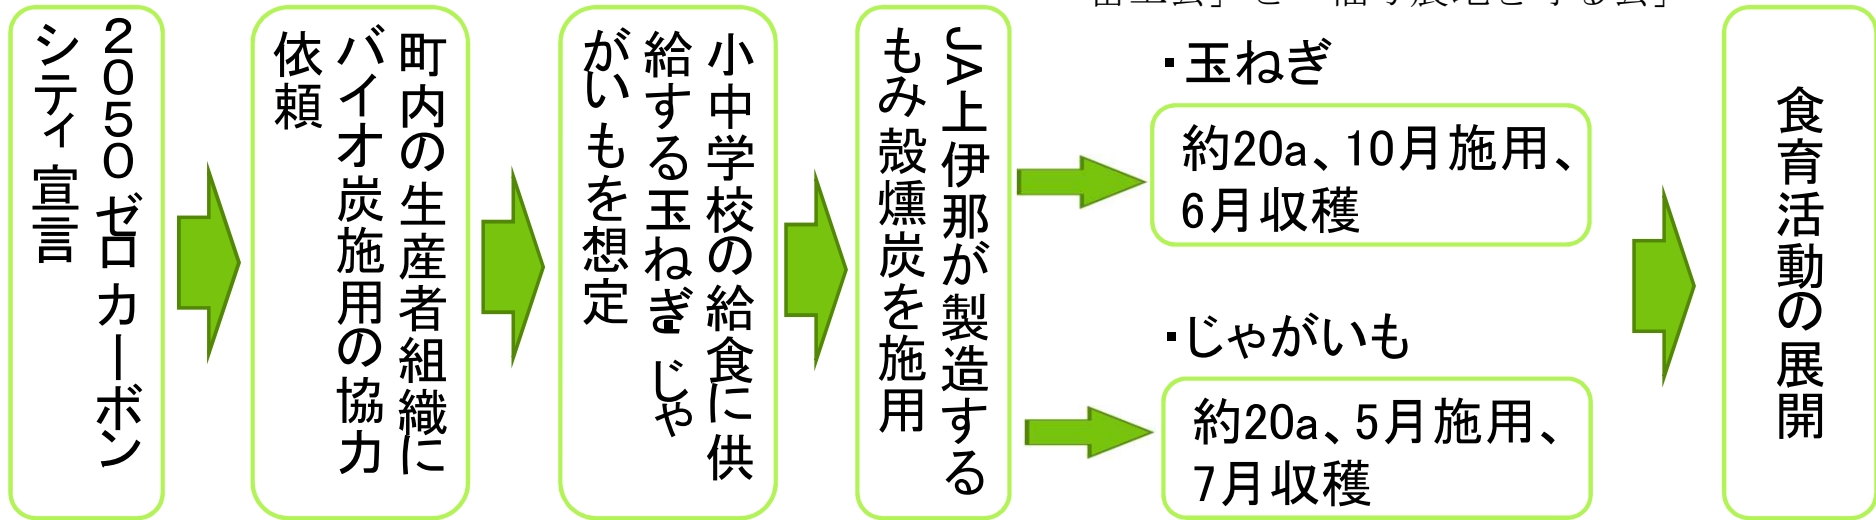 2050ゼロカーボン
シティ宣言
町内の生産者組織に
バイオ炭施用の協力
依頼
小中学校の給食に供
給する玉ねぎ・じゃ
がいもを想定
JA上伊那が製造する
もみ殻燻炭を施用
・玉ねぎ
約20a、10月施用、
6月収穫
・じゃがいも
約20a、5月施用、
7月収穫
食育活動の展開